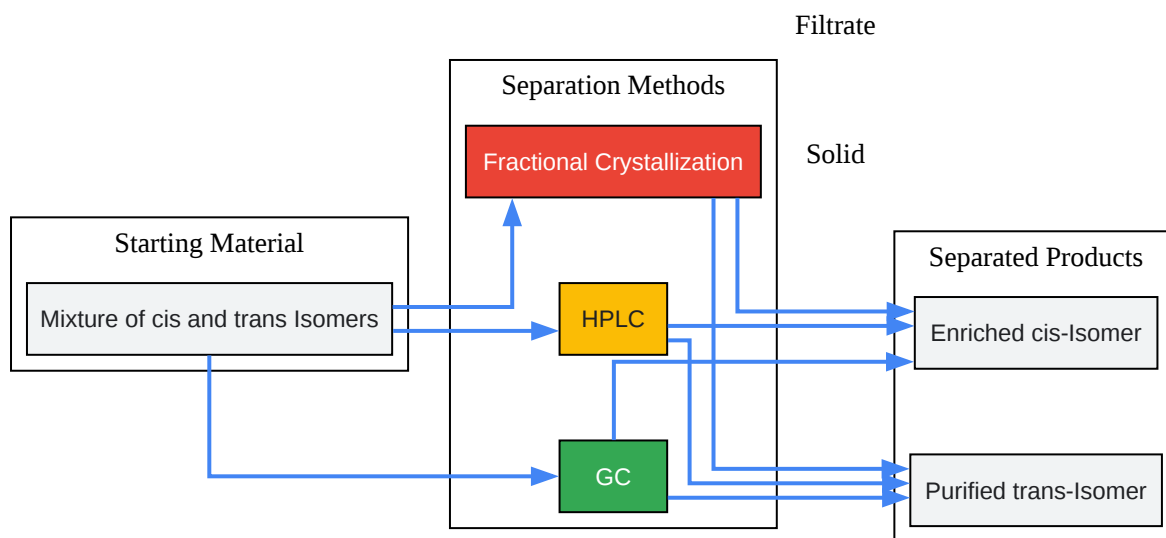 Filtrate
Separation Methods
Fractional Crystallization
Solid
Starting Material
Mixture of cis and trans Isomers
HPLC
GC
Separated Products
Enriched cis-Isomer
Purified trans-Isomer